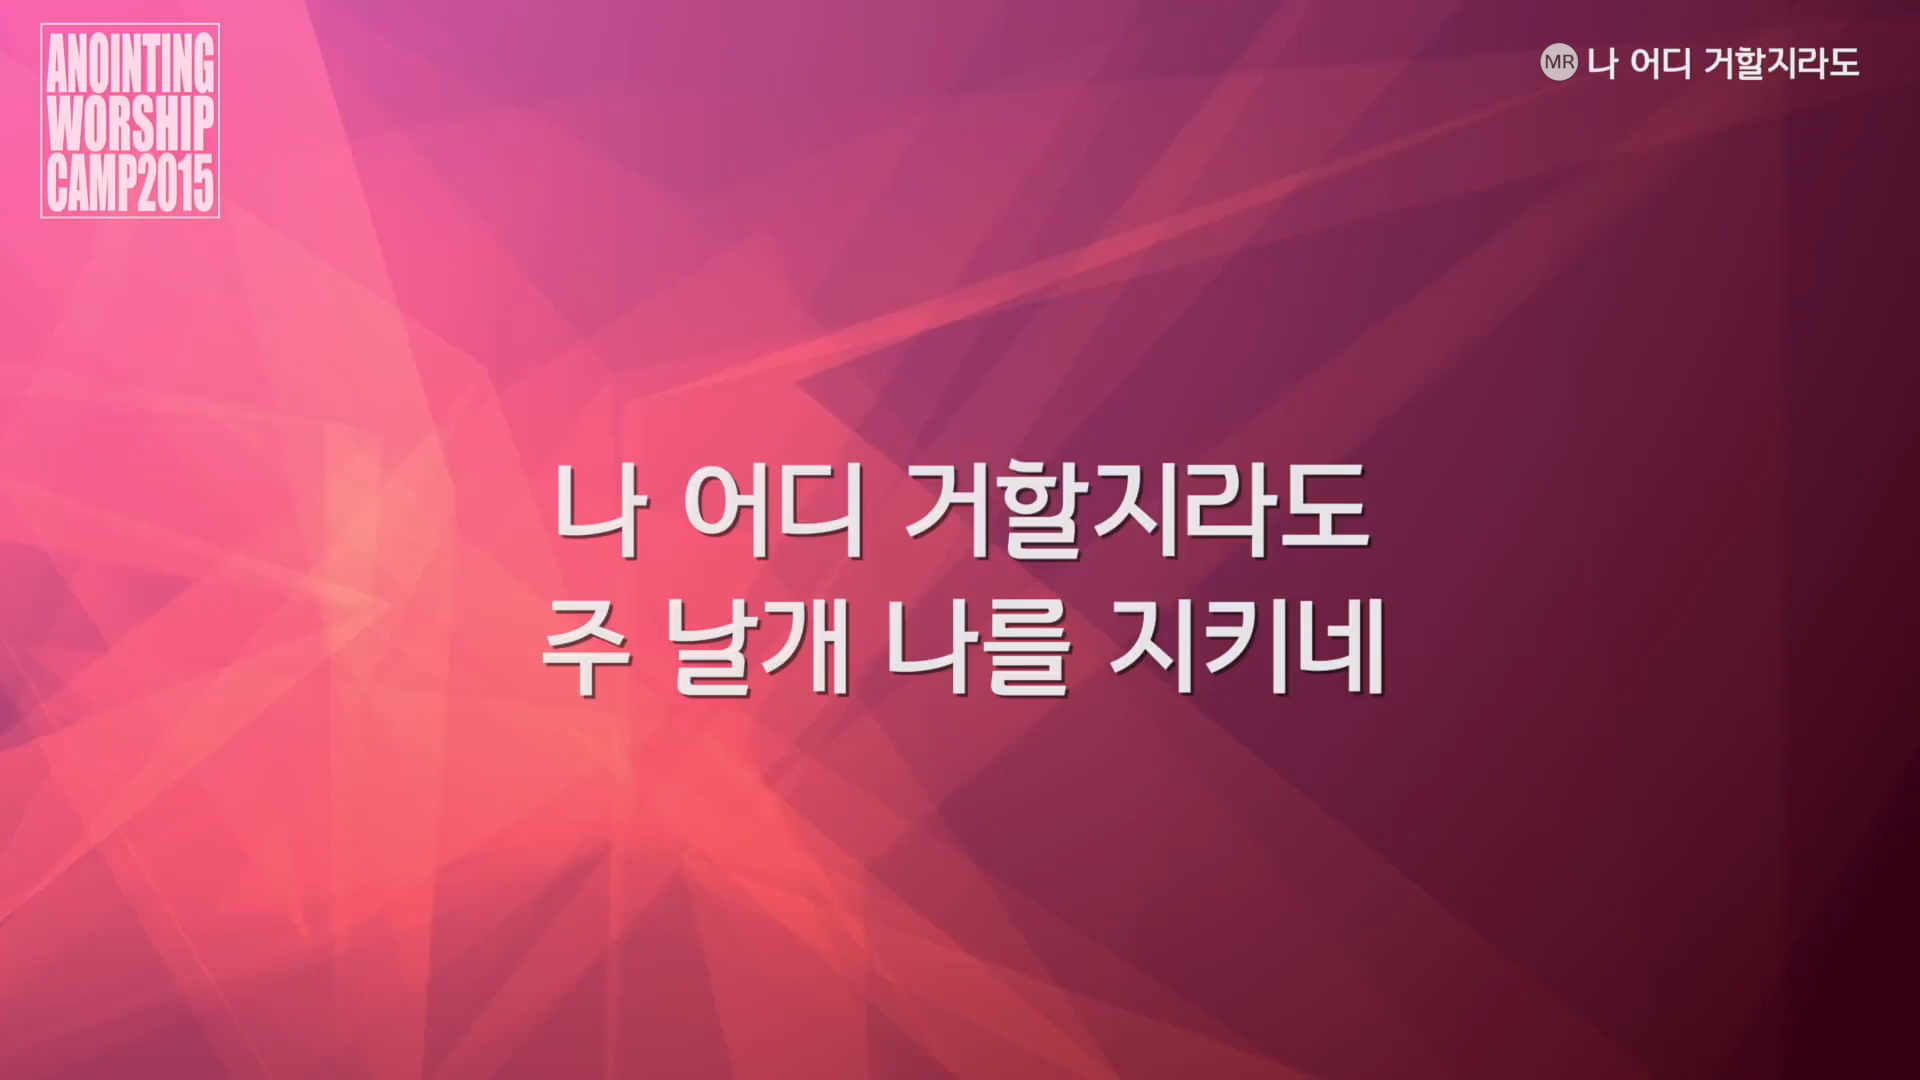 ANOINTING
WORSHIP
CAMP2015
MR 나 어디 거할지라도
나 어디 거할지라도
주 날개 나를 지키네